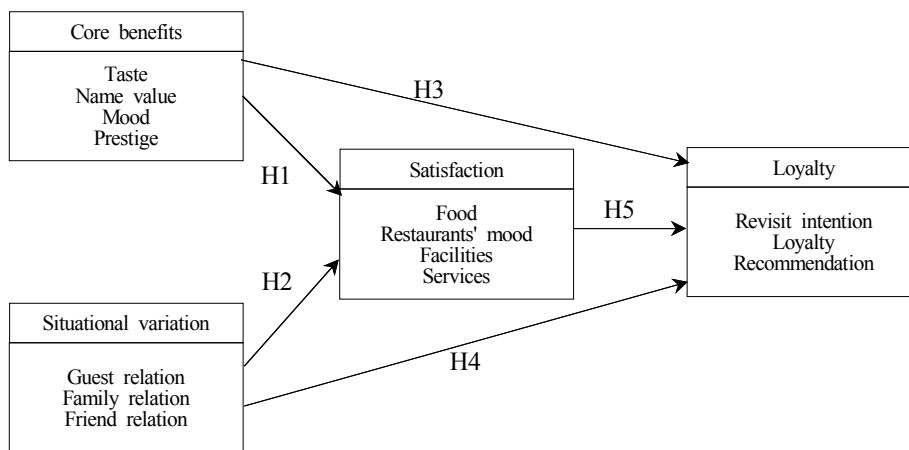 Core benefits
Taste
Name value
Mood
Prestige
H3
H1
Satisfaction
Food
Restaurants' mood
Facilities
Services
H5
Loyalty
Revisit intention
Loyalty
Recommendation
H2
Situational variation
Guest relation
Family relation
Friend relation
H4